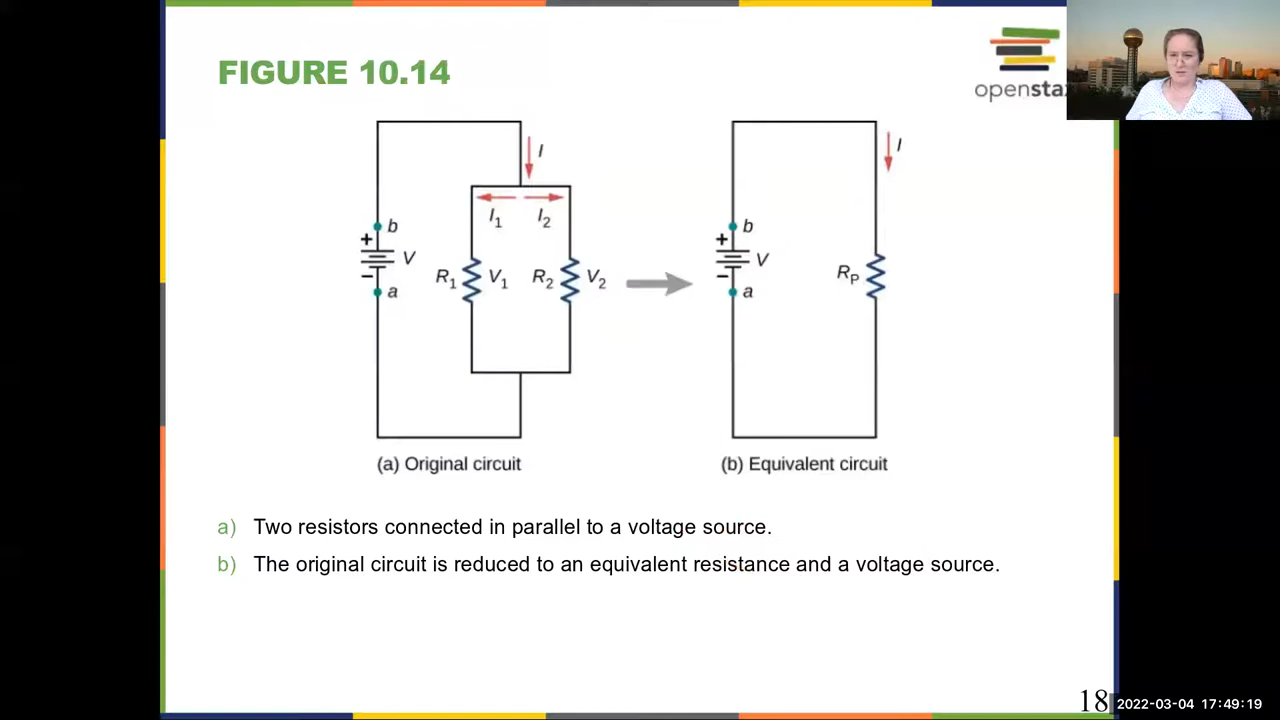 FIGURE 10.14
openstax
I
I
I₁ I₂
b
+
V
−
a
R₁ V₁ R₂ V₂
b
+
V
−
a
R_P
(a) Original circuit
(b) Equivalent circuit
a) Two resistors connected in parallel to a voltage source.
b) The original circuit is reduced to an equivalent resistance and a voltage source.
18
2022-03-04 17:49:19